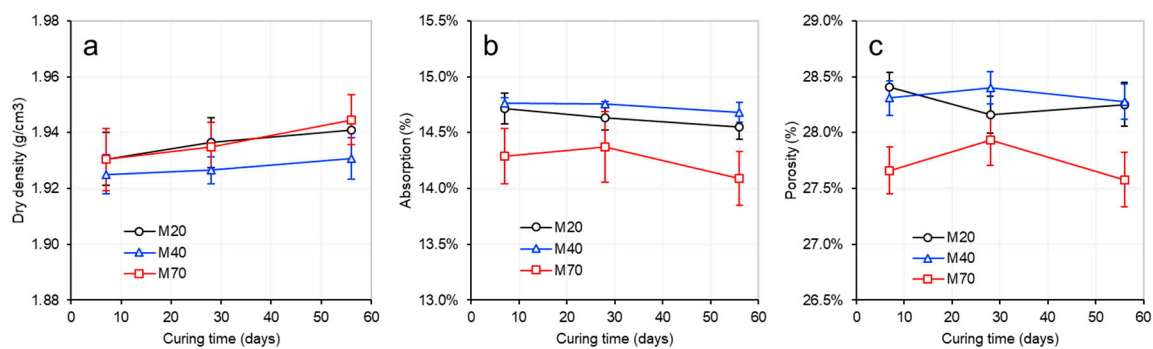 a
1.98
1.96
1.94
1.92
1.90
1.88
Dry density (g/cm3)
0 10 20 30 40 50 60
Curing time (days)
M20
M40
M70
b
15.5%
15.0%
14.5%
14.0%
13.5%
13.0%
Absorption (%)
0 10 20 30 40 50 60
Curing time (days)
M20
M40
M70
c
29.0%
28.5%
28.0%
27.5%
27.0%
26.5%
Porosity (%)
0 10 20 30 40 50 60
Curing time (days)
M20
M40
M70